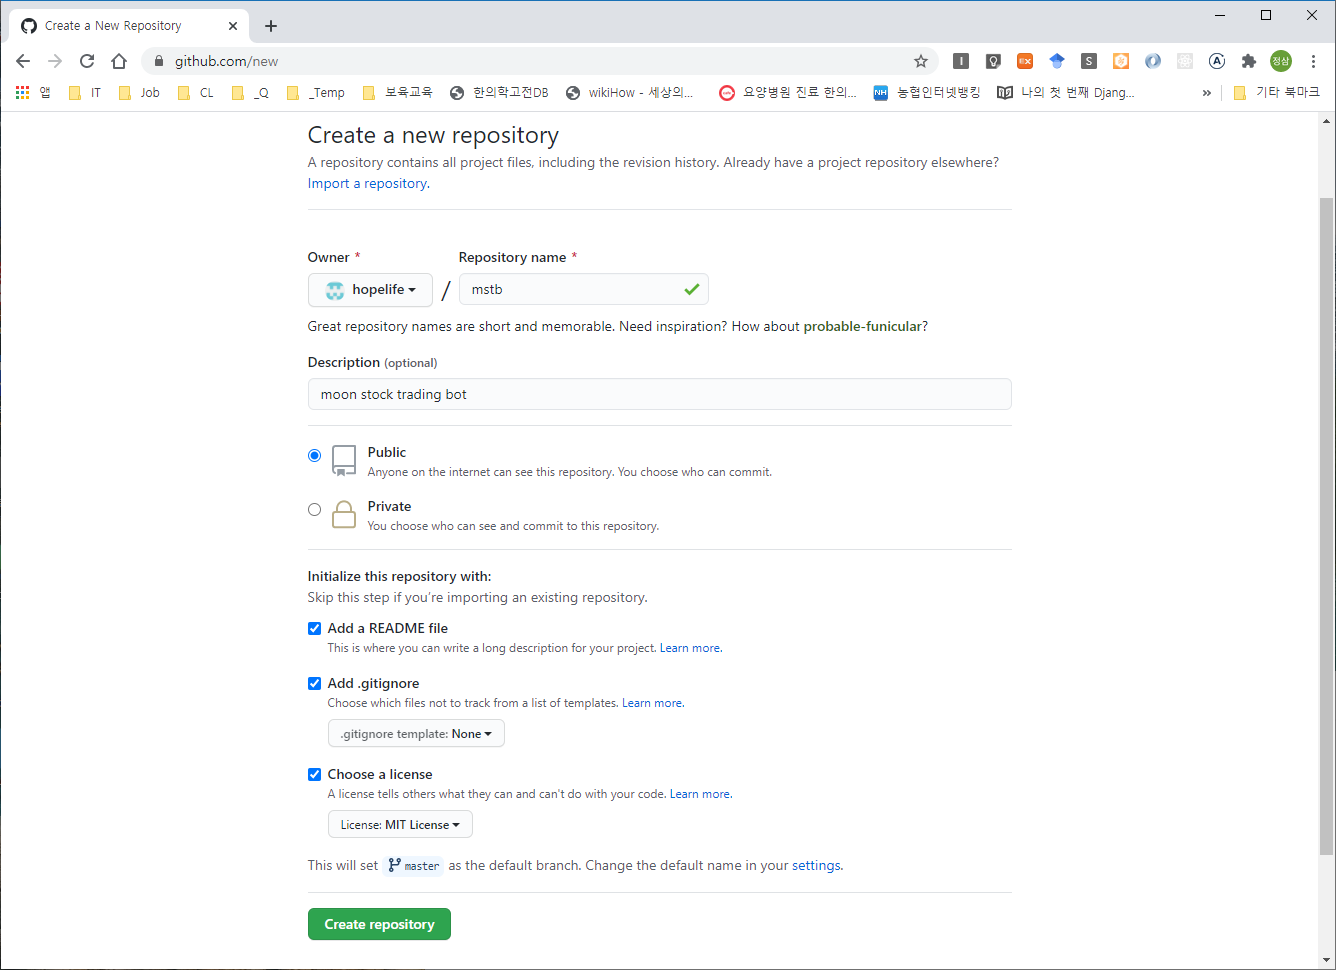 Create a New Repository
github.com/new
정삼
앱 IT Job CL _Q _Temp 보육교육 한의학고전DB wikiHow - 세상의... 요양병원 진료 한의... NH 농협인터넷뱅킹 나의 첫 번째 Djang... » 기타 북마크
Create a new repository
A repository contains all project files, including the revision history. Already have a project repository elsewhere?
Import a repository.
Owner * Repository name *
hopelife / mstb
Great repository names are short and memorable. Need inspiration? How about probable-funicular?
Description (optional)
moon stock trading bot
Public
Anyone on the internet can see this repository. You choose who can commit.
Private
You choose who can see and commit to this repository.
Initialize this repository with:
Skip this step if you're importing an existing repository.
Add a README file
This is where you can write a long description for your project. Learn more.
Add .gitignore
Choose which files not to track from a list of templates. Learn more.
.gitignore template: None
Choose a license
A license tells others what they can and can't do with your code. Learn more.
License: MIT License
This will set master as the default branch. Change the default name in your settings.
Create repository